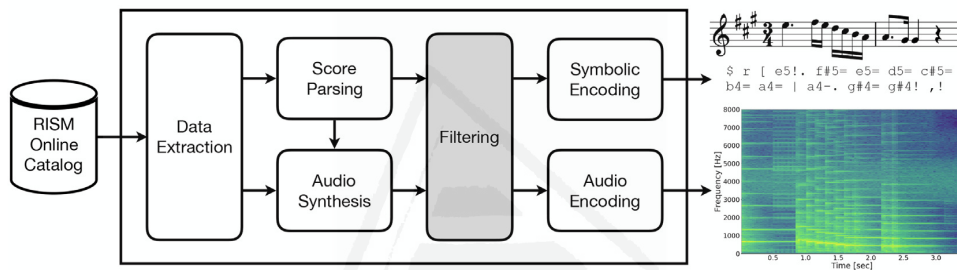 RISM
Online
Catalog
Data
Extraction
Score
Parsing
Audio
Synthesis
Filtering
Symbolic
Encoding
Audio
Encoding
3
4
$ r [ e5!. f#5= e5= d5= c#5=
b4= a4= | a4-. g#4= g#4! ,!
Frequency [Hz]
8000
7000
6000
5000
4000
3000
2000
1000
0
0.5 1.0 1.5 2.0 2.5 3.0
Time [sec]